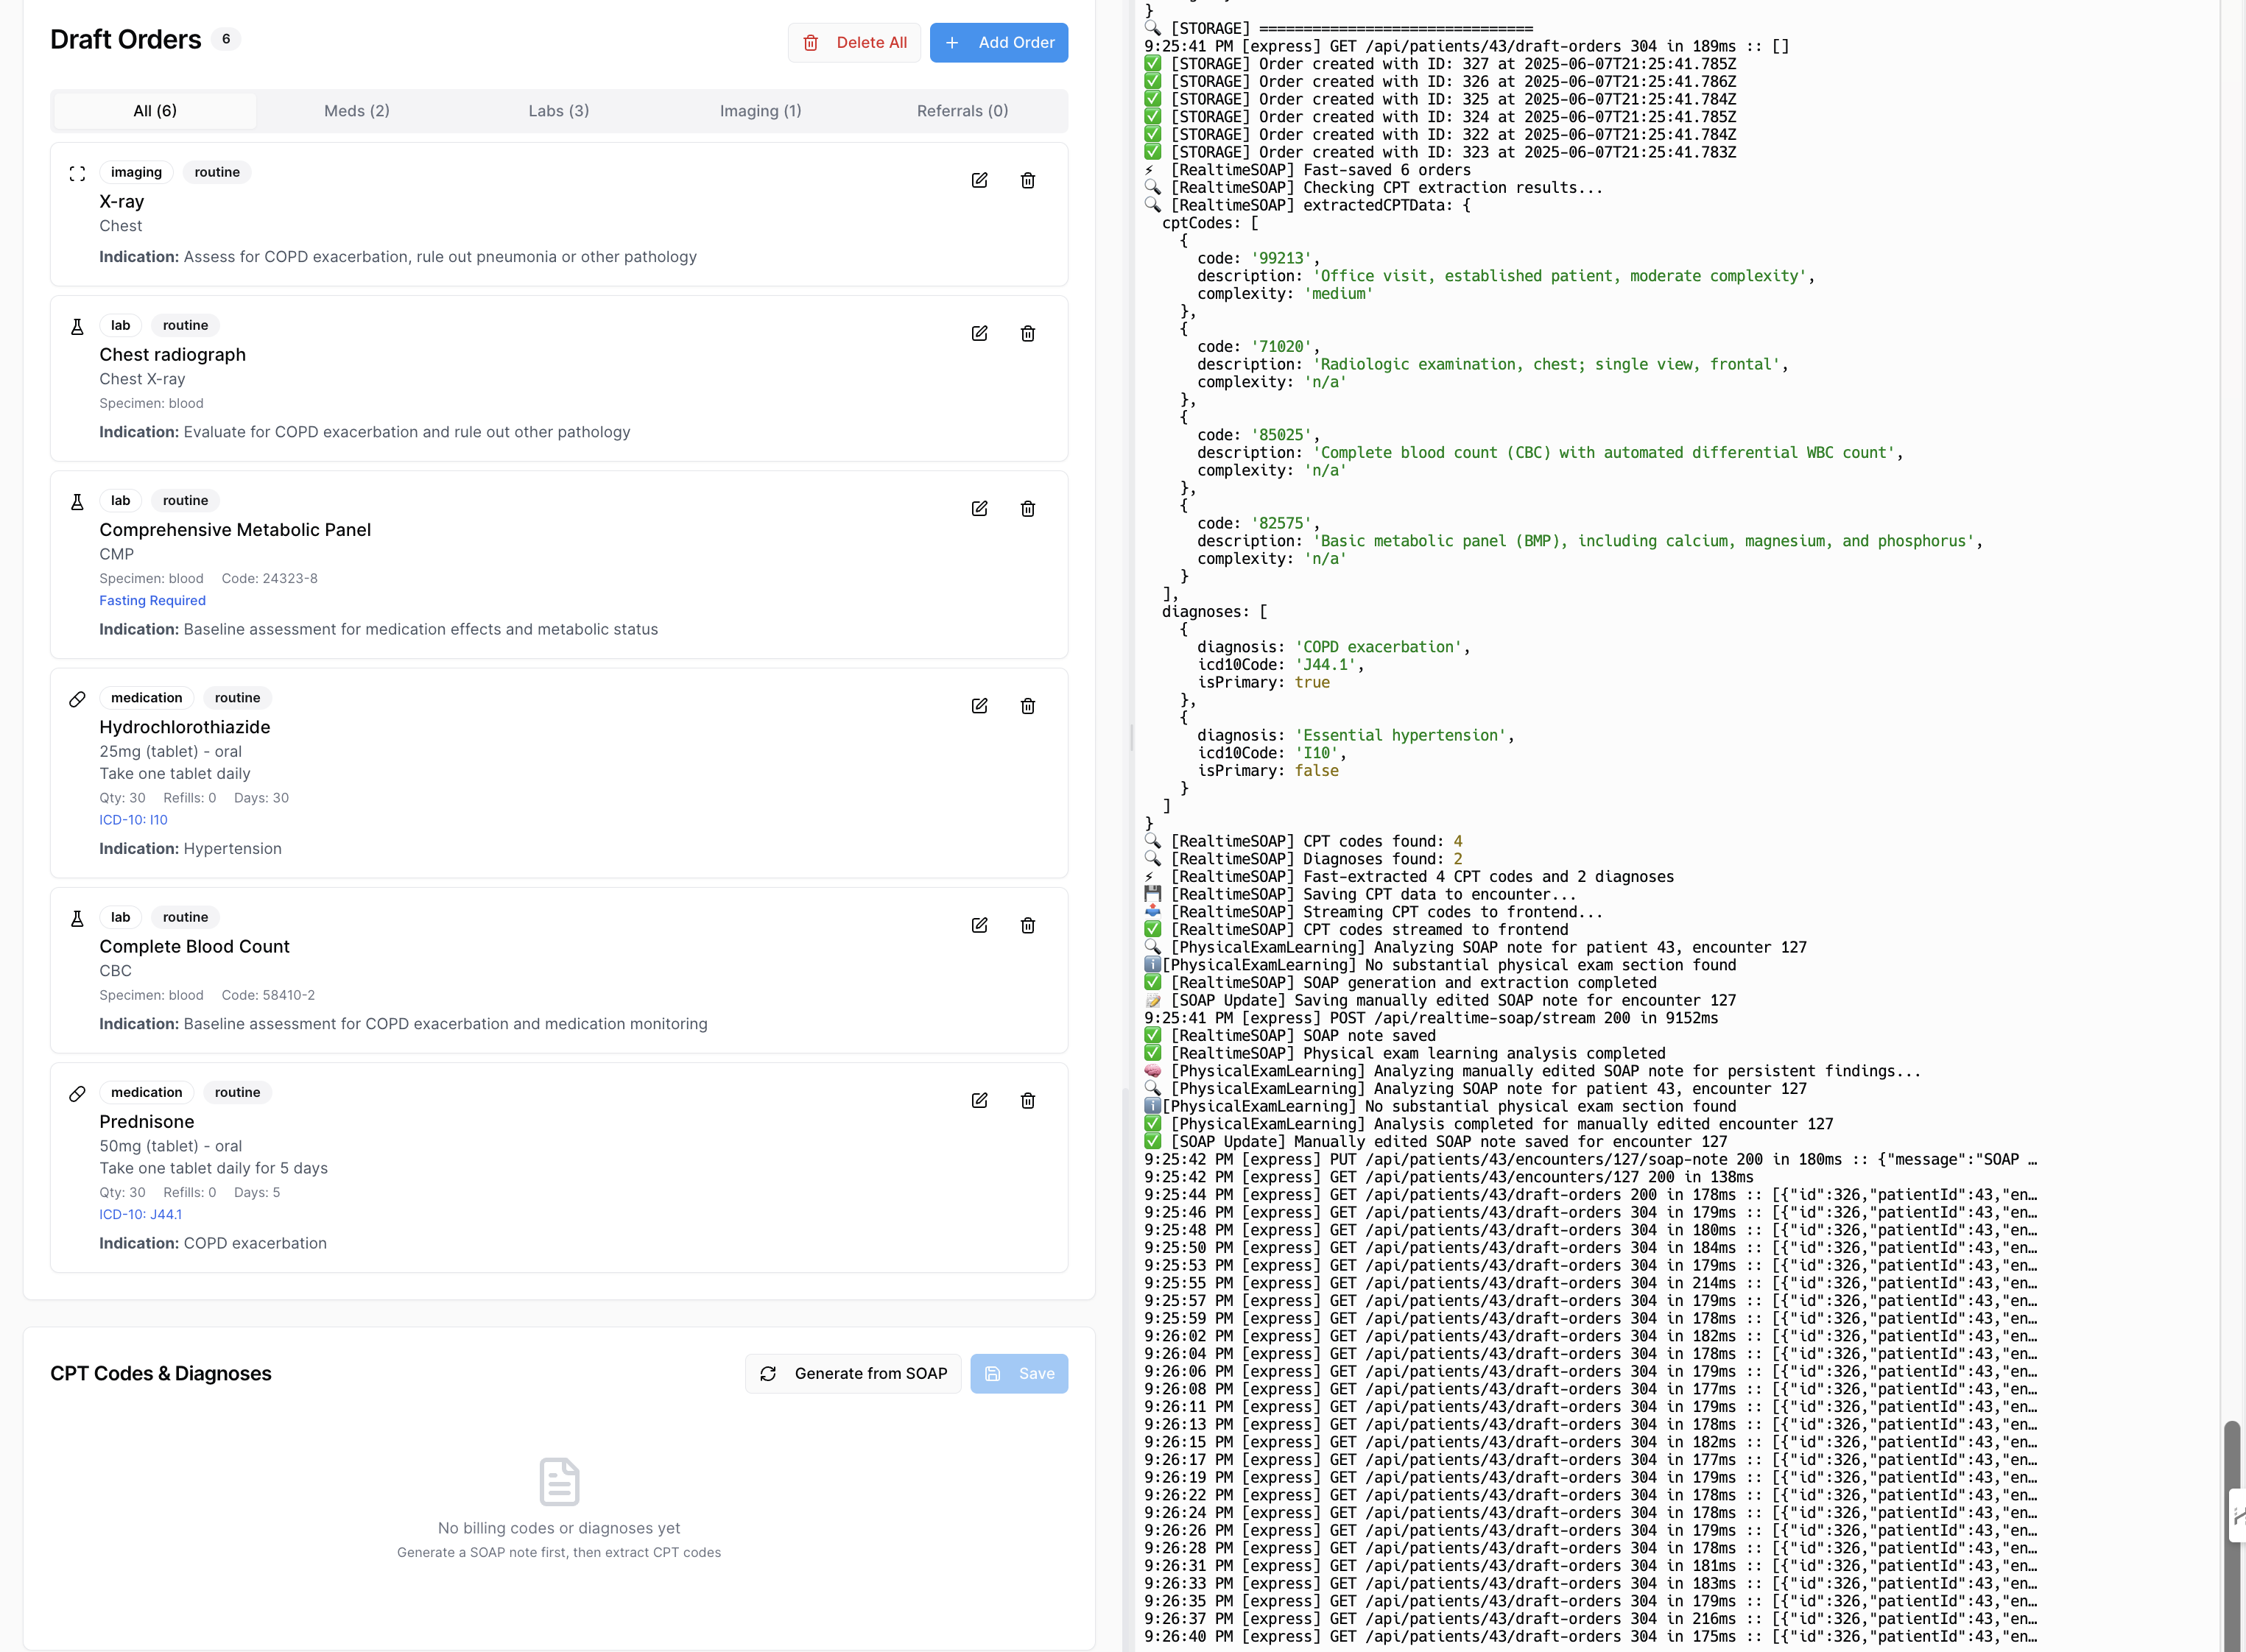 Draft Orders 6
Delete All
Add Order
All (6)
Meds (2)
Labs (3)
Imaging (1)
Referrals (0)
imaging routine
X-ray
Chest
Indication: Assess for COPD exacerbation, rule out pneumonia or other pathology
lab routine
Chest radiograph
Chest X-ray
Specimen: blood
Indication: Evaluate for COPD exacerbation and rule out other pathology
lab routine
Comprehensive Metabolic Panel
CMP
Specimen: blood Code: 24323-8
Fasting Required
Indication: Baseline assessment for medication effects and metabolic status
medication routine
Hydrochlorothiazide
25mg (tablet) - oral
Take one tablet daily
Qty: 30 Refills: 0 Days: 30
ICD-10: I10
Indication: Hypertension
lab routine
Complete Blood Count
CBC
Specimen: blood Code: 58410-2
Indication: Baseline assessment for COPD exacerbation and medication monitoring
medication routine
Prednisone
50mg (tablet) - oral
Take one tablet daily for 5 days
Qty: 30 Refills: 0 Days: 5
ICD-10: J44.1
Indication: COPD exacerbation
CPT Codes & Diagnoses
Generate from SOAP
Save
No billing codes or diagnoses yet
Generate a SOAP note first, then extract CPT codes
}
🔍 [STORAGE] ===============================
9:25:41 PM [express] GET /api/patients/43/draft-orders 304 in 189ms :: []
✅ [STORAGE] Order created with ID: 327 at 2025-06-07T21:25:41.785Z
✅ [STORAGE] Order created with ID: 326 at 2025-06-07T21:25:41.786Z
✅ [STORAGE] Order created with ID: 325 at 2025-06-07T21:25:41.784Z
✅ [STORAGE] Order created with ID: 324 at 2025-06-07T21:25:41.785Z
✅ [STORAGE] Order created with ID: 322 at 2025-06-07T21:25:41.784Z
✅ [STORAGE] Order created with ID: 323 at 2025-06-07T21:25:41.783Z
⚡ [RealtimeSOAP] Fast-saved 6 orders
🔍 [RealtimeSOAP] Checking CPT extraction results...
🔍 [RealtimeSOAP] extractedCPTData: {
cptCodes: [
{
code: '99213',
description: 'Office visit, established patient, moderate complexity',
complexity: 'medium'
},
{
code: '71020',
description: 'Radiologic examination, chest; single view, frontal',
complexity: 'n/a'
},
{
code: '85025',
description: 'Complete blood count (CBC) with automated differential WBC count',
complexity: 'n/a'
},
{
code: '82575',
description: 'Basic metabolic panel (BMP), including calcium, magnesium, and phosphorus',
complexity: 'n/a'
}
],
diagnoses: [
{
diagnosis: 'COPD exacerbation',
icd10Code: 'J44.1',
isPrimary: true
},
{
diagnosis: 'Essential hypertension',
icd10Code: 'I10',
isPrimary: false
}
]
}
🔍 [RealtimeSOAP] CPT codes found: 4
🔍 [RealtimeSOAP] Diagnoses found: 2
⚡ [RealtimeSOAP] Fast-extracted 4 CPT codes and 2 diagnoses
💾 [RealtimeSOAP] Saving CPT data to encounter...
📤 [RealtimeSOAP] Streaming CPT codes to frontend...
✅ [RealtimeSOAP] CPT codes streamed to frontend
🔍 [PhysicalExamLearning] Analyzing SOAP note for patient 43, encounter 127
ℹ️[PhysicalExamLearning] No substantial physical exam section found
✅ [RealtimeSOAP] SOAP generation and extraction completed
📝 [SOAP Update] Saving manually edited SOAP note for encounter 127
9:25:41 PM [express] POST /api/realtime-soap/stream 200 in 9152ms
✅ [RealtimeSOAP] SOAP note saved
✅ [RealtimeSOAP] Physical exam learning analysis completed
🧠 [PhysicalExamLearning] Analyzing manually edited SOAP note for persistent findings...
🔍 [PhysicalExamLearning] Analyzing SOAP note for patient 43, encounter 127
ℹ️[PhysicalExamLearning] No substantial physical exam section found
✅ [PhysicalExamLearning] Analysis completed for manually edited encounter 127
✅ [SOAP Update] Manually edited SOAP note saved for encounter 127
9:25:42 PM [express] PUT /api/patients/43/encounters/127/soap-note 200 in 180ms :: {"message":"SOAP …
9:25:42 PM [express] GET /api/patients/43/encounters/127 200 in 138ms
9:25:44 PM [express] GET /api/patients/43/draft-orders 200 in 178ms :: [{"id":326,"patientId":43,"en…
9:25:46 PM [express] GET /api/patients/43/draft-orders 304 in 179ms :: [{"id":326,"patientId":43,"en…
9:25:48 PM [express] GET /api/patients/43/draft-orders 304 in 180ms :: [{"id":326,"patientId":43,"en…
9:25:50 PM [express] GET /api/patients/43/draft-orders 304 in 184ms :: [{"id":326,"patientId":43,"en…
9:25:53 PM [express] GET /api/patients/43/draft-orders 304 in 179ms :: [{"id":326,"patientId":43,"en…
9:25:55 PM [express] GET /api/patients/43/draft-orders 304 in 214ms :: [{"id":326,"patientId":43,"en…
9:25:57 PM [express] GET /api/patients/43/draft-orders 304 in 179ms :: [{"id":326,"patientId":43,"en…
9:25:59 PM [express] GET /api/patients/43/draft-orders 304 in 178ms :: [{"id":326,"patientId":43,"en…
9:26:02 PM [express] GET /api/patients/43/draft-orders 304 in 182ms :: [{"id":326,"patientId":43,"en…
9:26:04 PM [express] GET /api/patients/43/draft-orders 304 in 178ms :: [{"id":326,"patientId":43,"en…
9:26:06 PM [express] GET /api/patients/43/draft-orders 304 in 179ms :: [{"id":326,"patientId":43,"en…
9:26:08 PM [express] GET /api/patients/43/draft-orders 304 in 177ms :: [{"id":326,"patientId":43,"en…
9:26:11 PM [express] GET /api/patients/43/draft-orders 304 in 179ms :: [{"id":326,"patientId":43,"en…
9:26:13 PM [express] GET /api/patients/43/draft-orders 304 in 178ms :: [{"id":326,"patientId":43,"en…
9:26:15 PM [express] GET /api/patients/43/draft-orders 304 in 182ms :: [{"id":326,"patientId":43,"en…
9:26:17 PM [express] GET /api/patients/43/draft-orders 304 in 177ms :: [{"id":326,"patientId":43,"en…
9:26:19 PM [express] GET /api/patients/43/draft-orders 304 in 179ms :: [{"id":326,"patientId":43,"en…
9:26:22 PM [express] GET /api/patients/43/draft-orders 304 in 178ms :: [{"id":326,"patientId":43,"en…
9:26:24 PM [express] GET /api/patients/43/draft-orders 304 in 178ms :: [{"id":326,"patientId":43,"en…
9:26:26 PM [express] GET /api/patients/43/draft-orders 304 in 179ms :: [{"id":326,"patientId":43,"en…
9:26:28 PM [express] GET /api/patients/43/draft-orders 304 in 178ms :: [{"id":326,"patientId":43,"en…
9:26:31 PM [express] GET /api/patients/43/draft-orders 304 in 181ms :: [{"id":326,"patientId":43,"en…
9:26:33 PM [express] GET /api/patients/43/draft-orders 304 in 183ms :: [{"id":326,"patientId":43,"en…
9:26:35 PM [express] GET /api/patients/43/draft-orders 304 in 179ms :: [{"id":326,"patientId":43,"en…
9:26:37 PM [express] GET /api/patients/43/draft-orders 304 in 216ms :: [{"id":326,"patientId":43,"en…
9:26:40 PM [express] GET /api/patients/43/draft-orders 304 in 175ms :: [{"id":326,"patientId":43,"en…